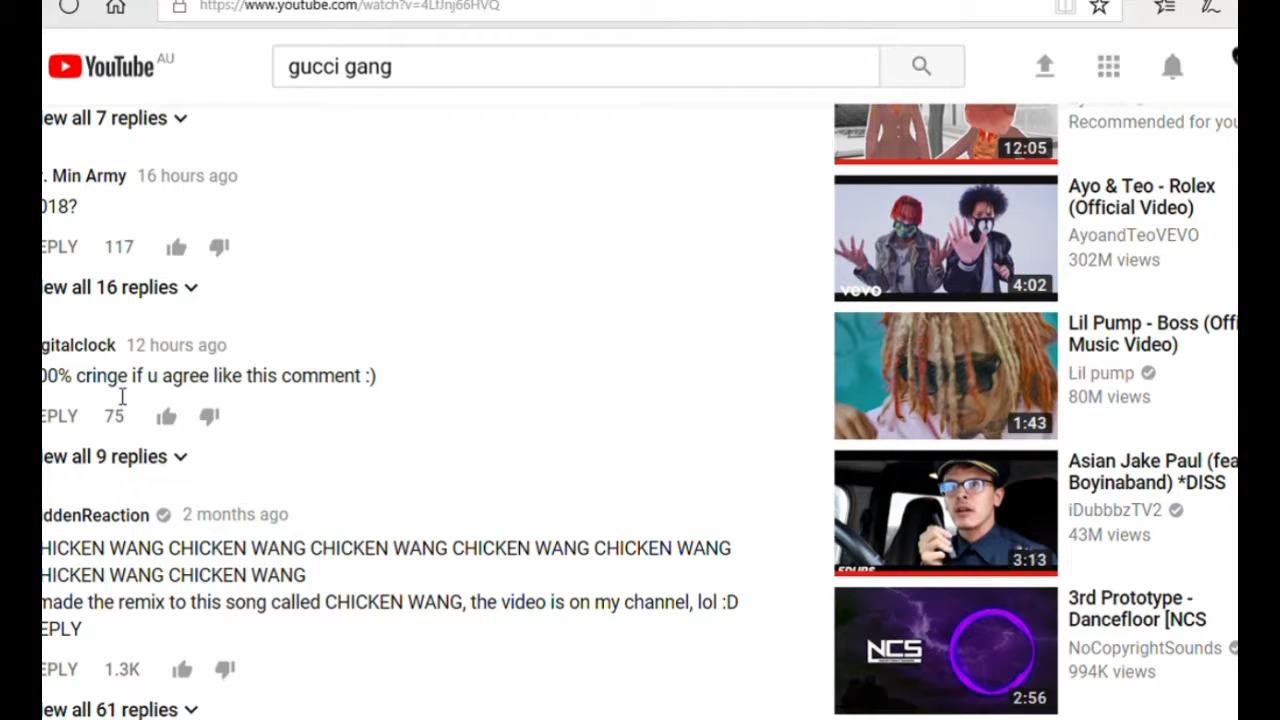 https://www.youtube.com/watch?v=4LfJnj66HVQ
YouTube AU
gucci gang
ew all 7 replies
. Min Army 16 hours ago
018?
EPLY 117
ew all 16 replies
gitalclock 12 hours ago
00% cringe if u agree like this comment :)
EPLY 75
ew all 9 replies
ddenReaction 2 months ago
HICKEN WANG CHICKEN WANG CHICKEN WANG CHICKEN WANG CHICKEN WANG
HICKEN WANG CHICKEN WANG
made the remix to this song called CHICKEN WANG, the video is on my channel, lol :D
EPLY
EPLY 1.3K
ew all 61 replies
12:05
Recommended for you
Ayo & Teo - Rolex
(Official Video)
AyoandTeoVEVO
302M views
vevo
4:02
Lil Pump - Boss (Offi
Music Video)
Lil pump
80M views
1:43
Asian Jake Paul (fea
Boyinaband) *DISS
iDubbbzTV2
43M views
3:13
3rd Prototype -
Dancefloor [NCS
NoCopyrightSounds
994K views
NCS
2:56